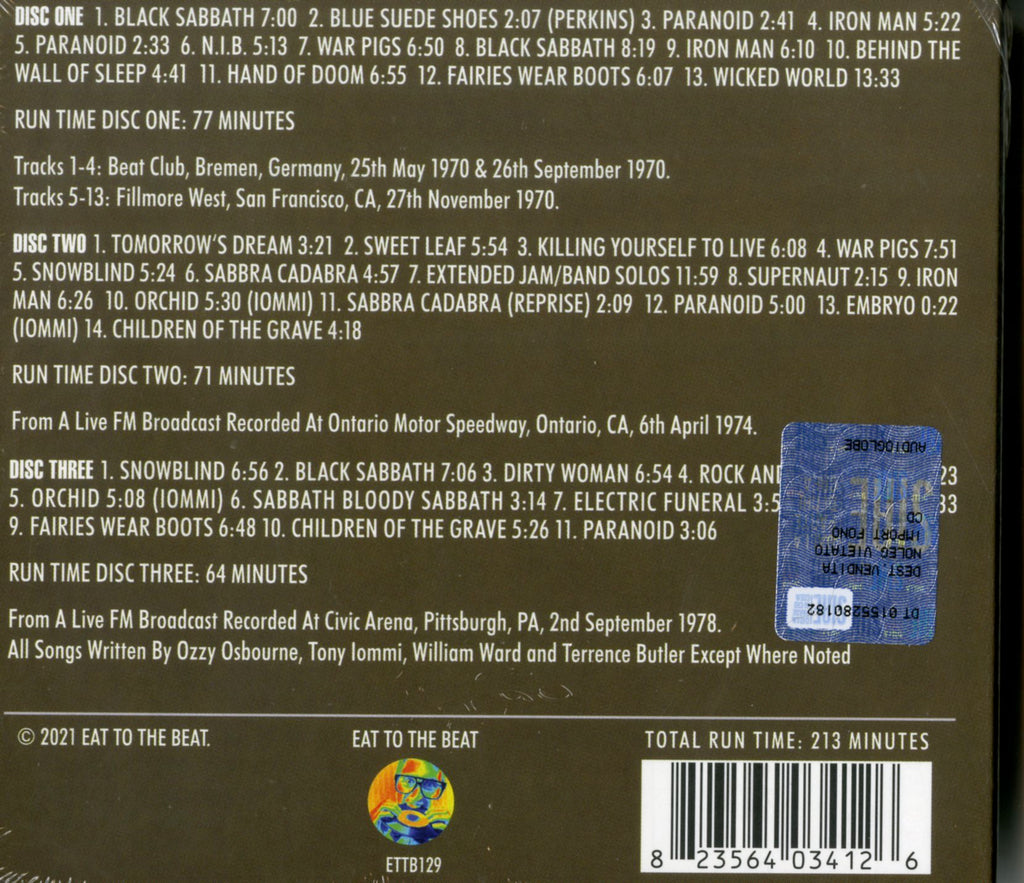 DISC ONE 1. BLACK SABBATH 7:00 2. BLUE SUEDE SHOES 2:07 (PERKINS) 3. PARANOID 2:41 4. IRON MAN 5:22
5. PARANOID 2:33 6. N.I.B. 5:13 7. WAR PIGS 6:50 8. BLACK SABBATH 8:19 9. IRON MAN 6:10 10. BEHIND THE
WALL OF SLEEP 4:41 11. HAND OF DOOM 6:55 12. FAIRIES WEAR BOOTS 6:07 13. WICKED WORLD 13:33
RUN TIME DISC ONE: 77 MINUTES
Tracks 1-4: Beat Club, Bremen, Germany, 25th May 1970 & 26th September 1970.
Tracks 5-13: Fillmore West, San Francisco, CA, 27th November 1970.
DISC TWO 1. TOMORROW'S DREAM 3:21 2. SWEET LEAF 5:54 3. KILLING YOURSELF TO LIVE 6:08 4. WAR PIGS 7:51
5. SNOWBLIND 5:24 6. SABBRA CADABRA 4:57 7. EXTENDED JAM/BAND SOLOS 11:59 8. SUPERNAUT 2:15 9. IRON
MAN 6:26 10. ORCHID 5:30 (IOMMI) 11. SABBRA CADABRA (REPRISE) 2:09 12. PARANOID 5:00 13. EMBRYO 0:22
(IOMMI) 14. CHILDREN OF THE GRAVE 4:18
RUN TIME DISC TWO: 71 MINUTES
From A Live FM Broadcast Recorded At Ontario Motor Speedway, Ontario, CA, 6th April 1974.
DISC THREE 1. SNOWBLIND 6:56 2. BLACK SABBATH 7:06 3. DIRTY WOMAN 6:54 4. ROCK AN 23
5. ORCHID 5:08 (IOMMI) 6. SABBATH BLOODY SABBATH 3:14 7. ELECTRIC FUNERAL 3:5 33
9. FAIRIES WEAR BOOTS 6:48 10. CHILDREN OF THE GRAVE 5:26 11. PARANOID 3:06
RUN TIME DISC THREE: 64 MINUTES
From A Live FM Broadcast Recorded At Civic Arena, Pittsburgh, PA, 2nd September 1978.
All Songs Written By Ozzy Osbourne, Tony Iommi, William Ward and Terrence Butler Except Where Noted
DT 0155280182
DEST.VENDITA
NOLEG VIETATO
IMPORT FONO
CD
AUDIOGLOBE
© 2021 EAT TO THE BEAT.
EAT TO THE BEAT
ETTB129
TOTAL RUN TIME: 213 MINUTES
8 23564 03412 6